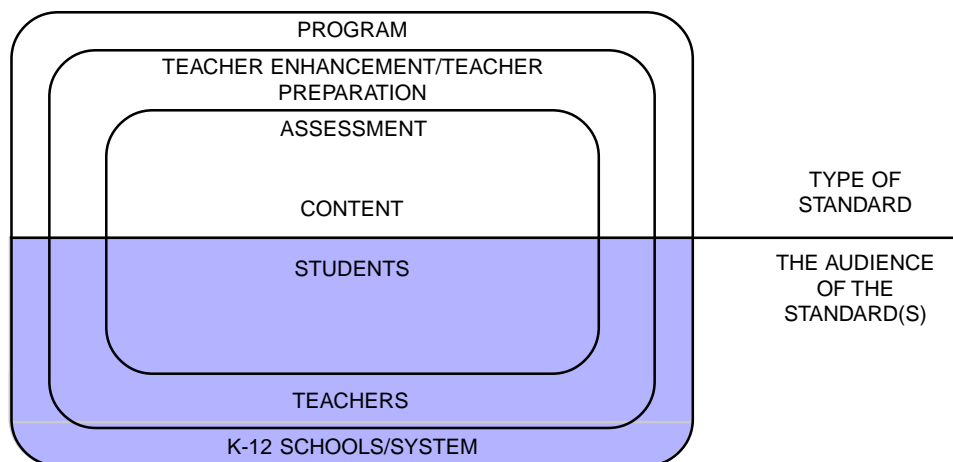 PROGRAM
TEACHER ENHANCEMENT/TEACHER
PREPARATION
ASSESSMENT
CONTENT
TYPE OF
STANDARD
STUDENTS
THE AUDIENCE
OF THE
STANDARD(S)
TEACHERS
K-12 SCHOOLS/SYSTEM